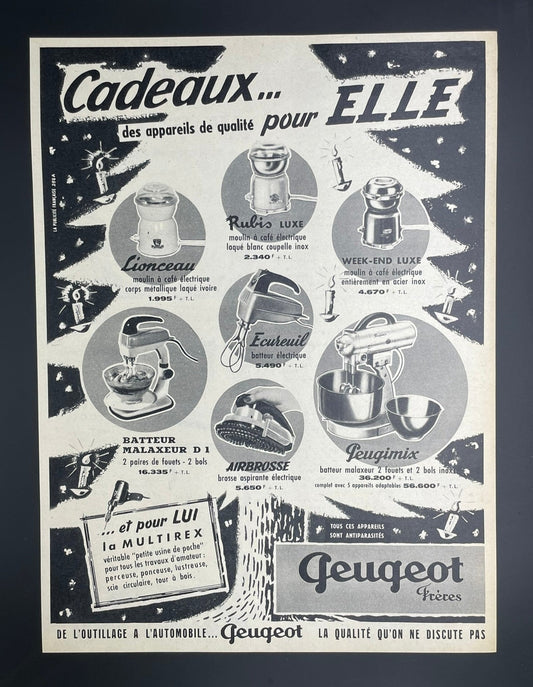 Cadeaux...
des appareils de qualité pour ELLE
LA PUBLICITÉ FRANÇAISE
Rubis LUXE
moulin à café électrique
laqué blanc coupelle inox
2.340 F + T.L.
Lionceau
moulin à café électrique
corps métallique laqué ivoire
1.995 F + T.L.
WEEK-END LUXE
moulin à café électrique
entièrement en acier inox
4.670 F + T.L.
Ecureuil
batteur électrique
5.490 F + T.L.
BATTEUR
MALAXEUR D 1
2 paires de fouets - 2 bols
16.335 F + T.L.
AIRBROSSE
brosse aspirante électrique
5.650 F + T.L.
Peugimix
batteur malaxeur 2 fouets et 2 bols inox
36.200 F + T.L.
complet avec 5 appareils adaptables 56.600 F + T.L.
... et pour LUI
la MULTIREX
véritable "petite usine de poche"
pour tous les travaux d'amateur :
perceuse, ponceuse, lustreuse,
scie circulaire, tour à bois.
TOUS CES APPAREILS
SONT ANTIPARASITÉS
Peugeot
Frères
DE L'OUTILLAGE A L'AUTOMOBILE... Peugeot LA QUALITÉ QU'ON NE DISCUTE PAS